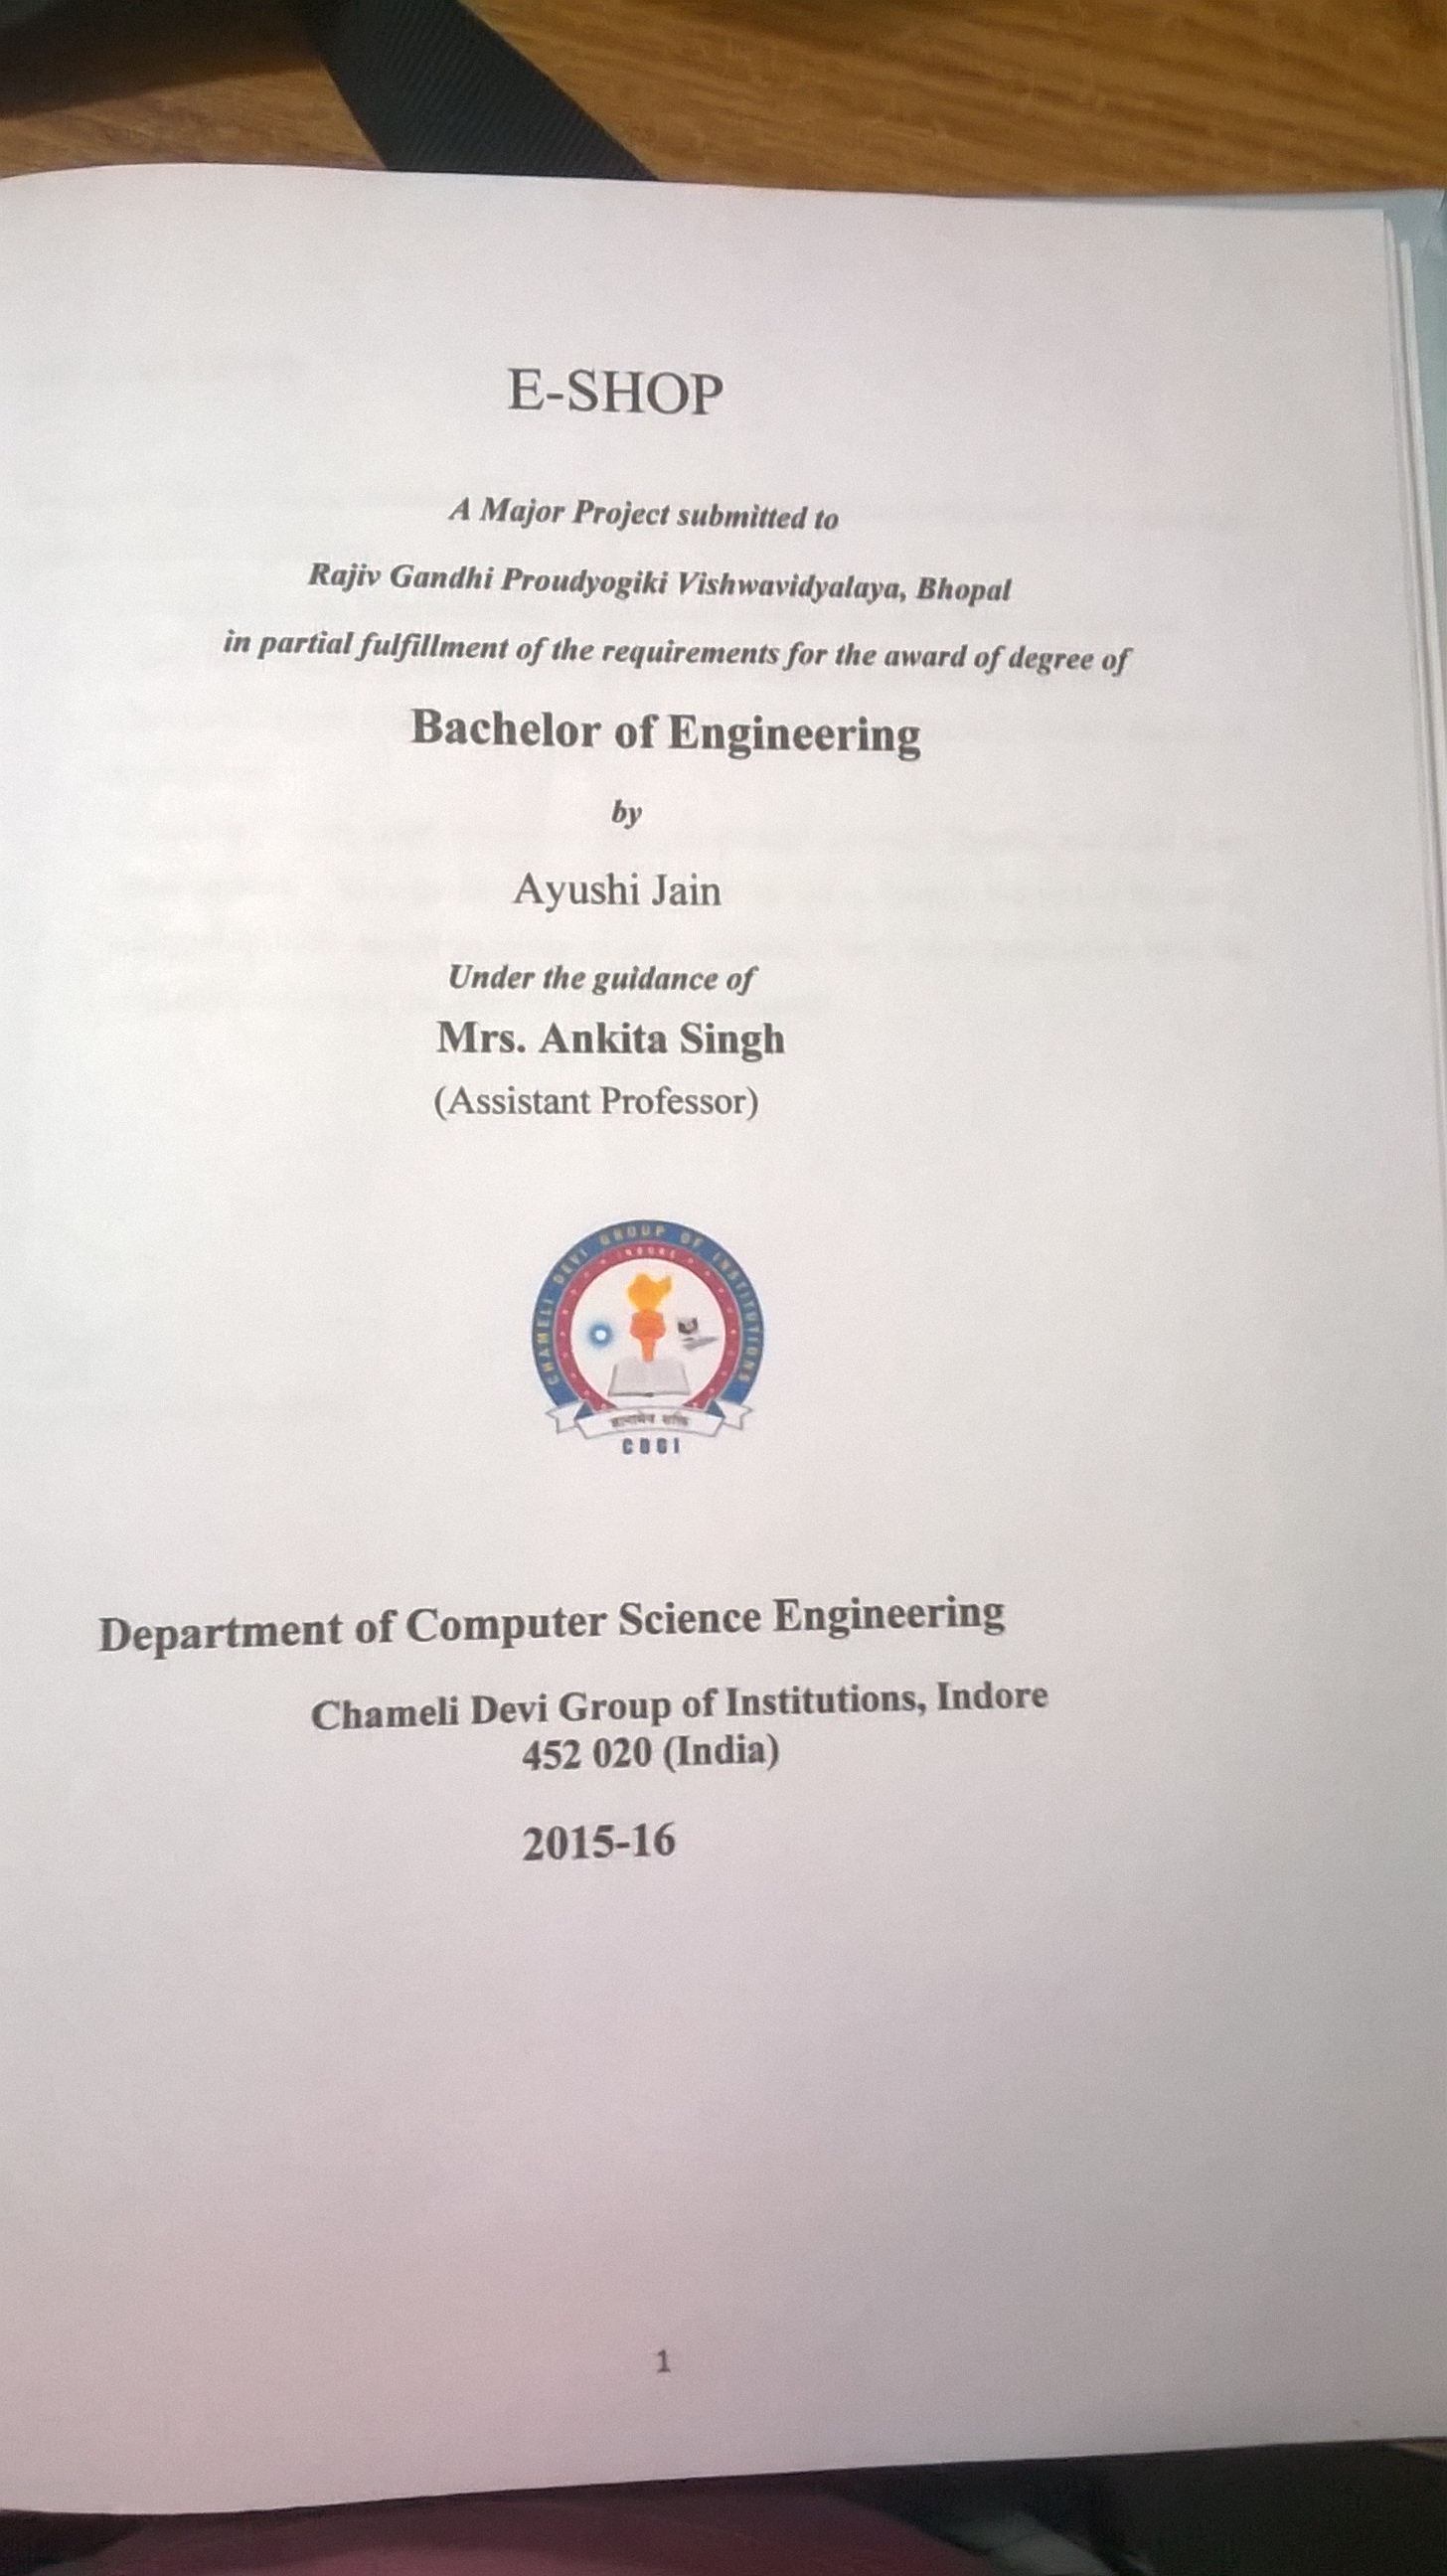 E-SHOP
A Major Project submitted to
Rajiv Gandhi Proudyogiki Vishwavidyalaya, Bhopal
in partial fulfillment of the requirements for the award of degree of
Bachelor of Engineering
by
Ayushi Jain
Under the guidance of
Mrs. Ankita Singh
(Assistant Professor)
CHAMELI DEVI GROUP OF INSTITUTIONS
INDORE
CDGI
Department of Computer Science Engineering
Chameli Devi Group of Institutions, Indore
452 020 (India)
2015-16
1